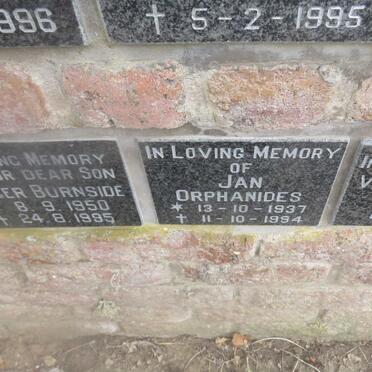 996
✝ 5-2-1995
NG MEMORY
R DEAR SON
ER BURNSIDE
8-9-1950
✝ 24-8-1995
IN LOVING MEMORY
OF
JAN
ORPHANIDES
* 13-10-1937
✝ 11-10-1994